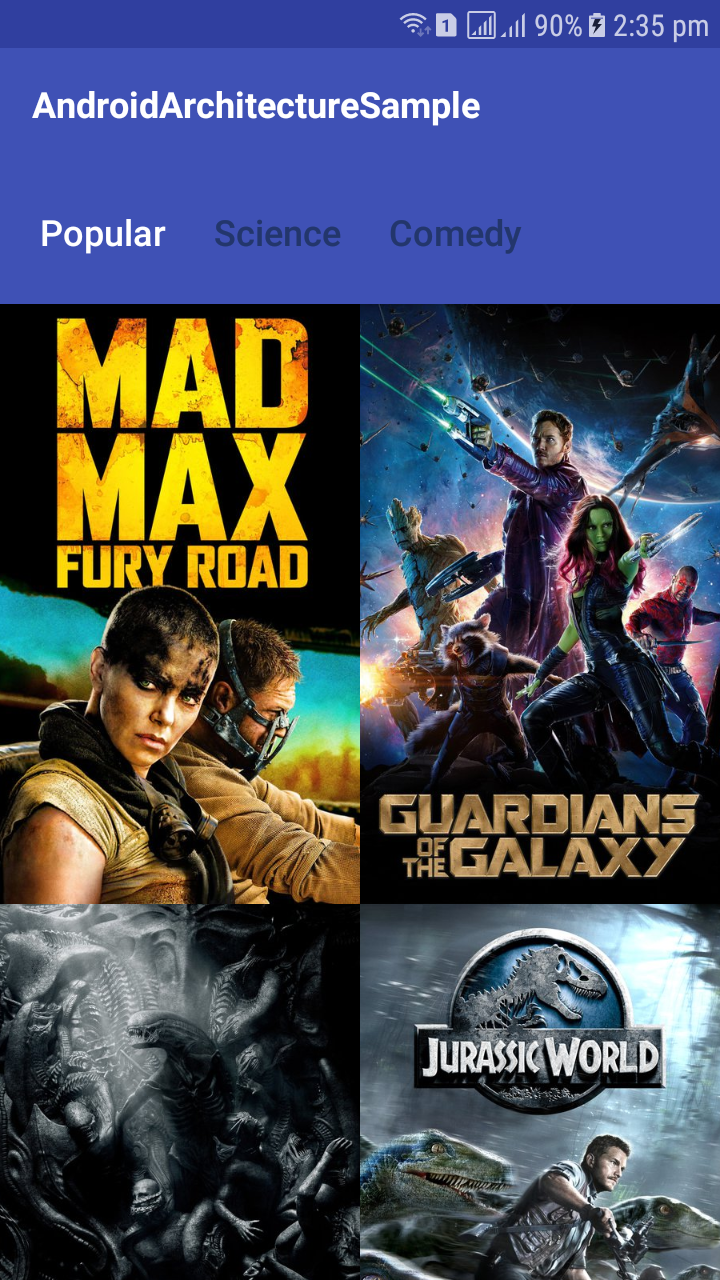 1 90% 2:35 pm
AndroidArchitectureSample
Popular Science Comedy
MAD
MAX
FURY ROAD
GUARDIANS
OF
THE GALAXY
JURASSIC WORLD